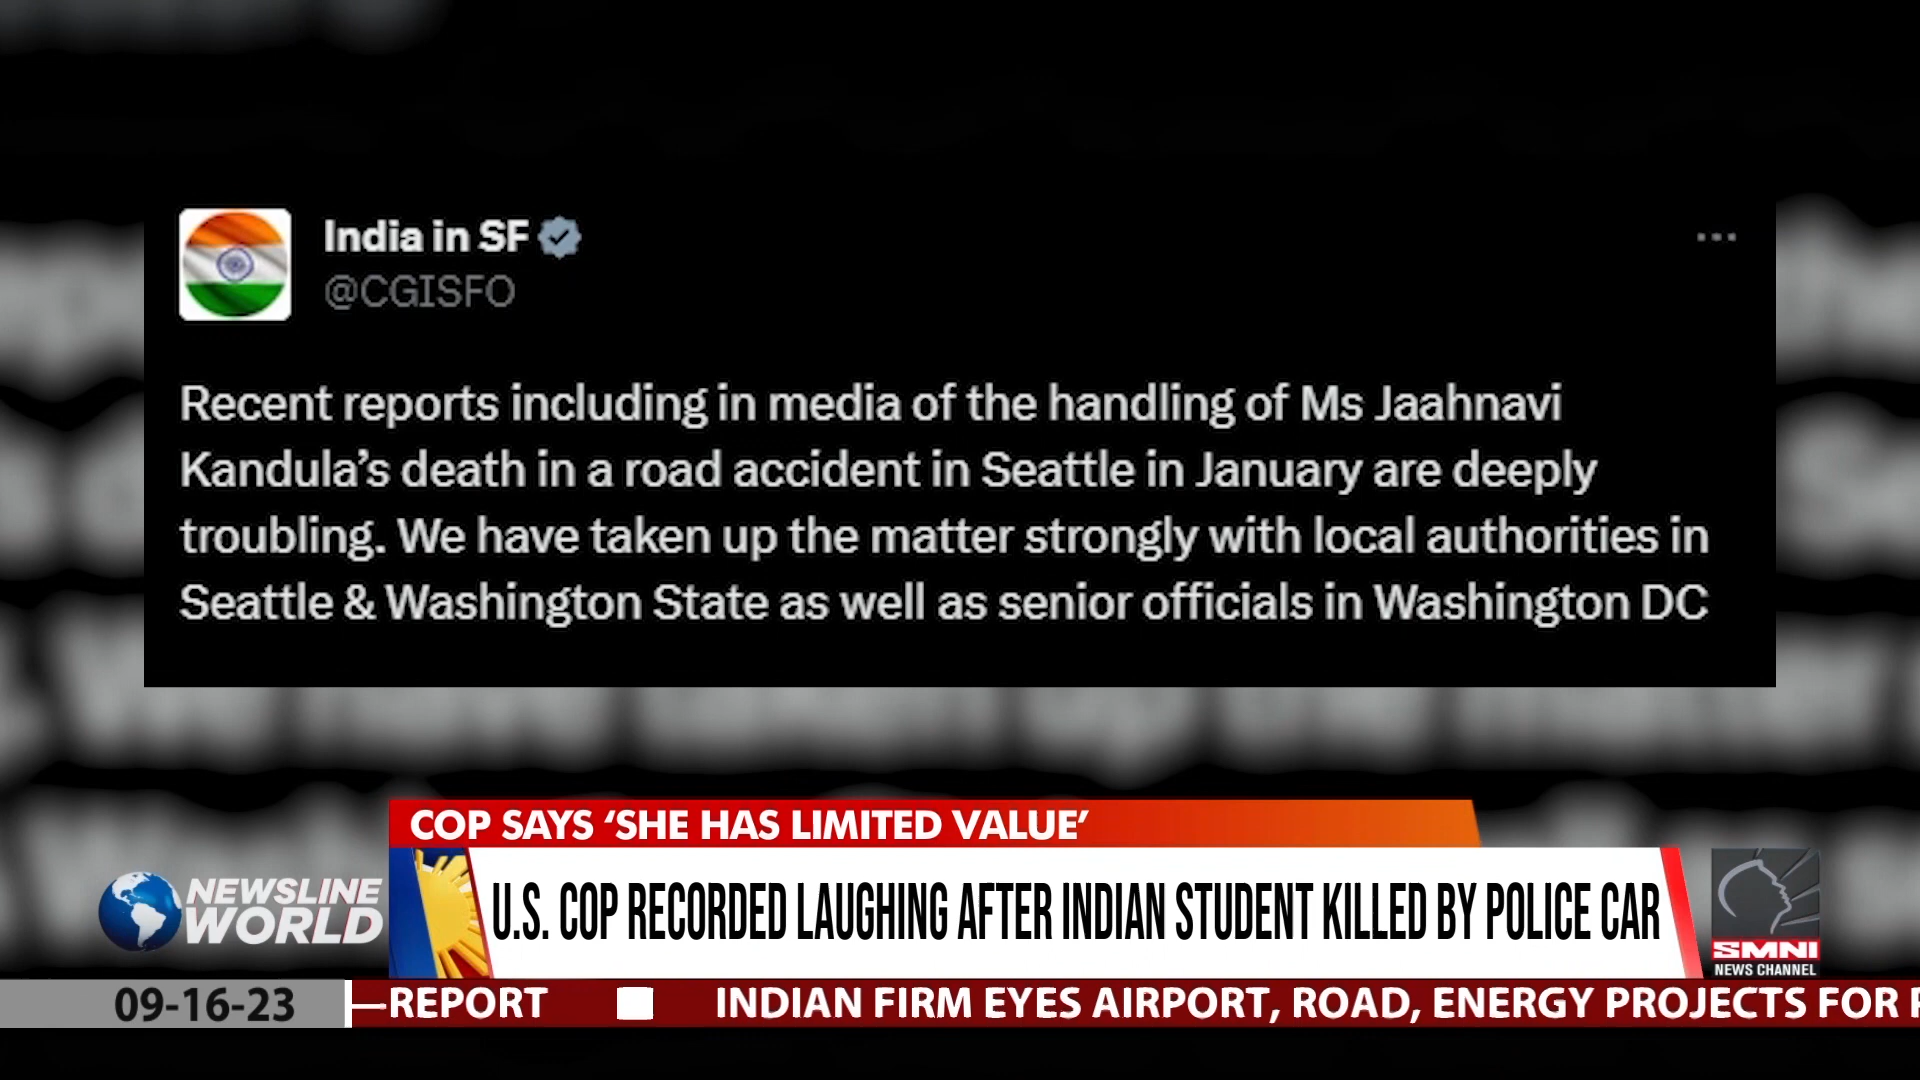 India in SF
@CGISFO
Recent reports including in media of the handling of Ms Jaahnavi
Kandula’s death in a road accident in Seattle in January are deeply
troubling. We have taken up the matter strongly with local authorities in
Seattle & Washington State as well as senior officials in Washington DC
COP SAYS ‘SHE HAS LIMITED VALUE’
U.S. COP RECORDED LAUGHING AFTER INDIAN STUDENT KILLED BY POLICE CAR
NEWSLINE
WORLD
SMNI
NEWS CHANNEL
09-16-23
—REPORT INDIAN FIRM EYES AIRPORT, ROAD, ENERGY PROJECTS FOR